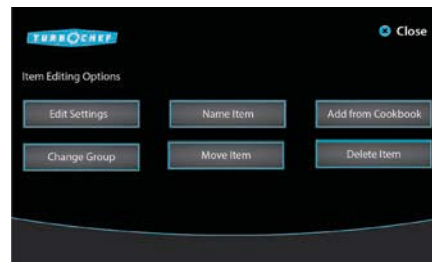 TURBOCHEF
Close
Item Editing Options
Edit Settings
Name Item
Add from Cookbook
Change Group
Move Item
Delete Item